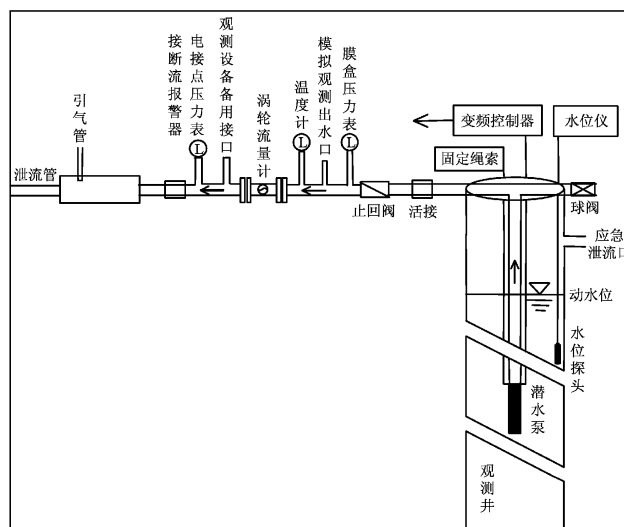 引气管
泄流管
接断流报警器
电接点压力表
观测设备备用接口
涡轮流量计
温度计
模拟观测出水口
膜盒压力表
L
L
L
止回阀
活接
变频控制器
水位仪
固定绳索
球阀
应急
泄流口
动水位
水位探头
潜水泵
观测井